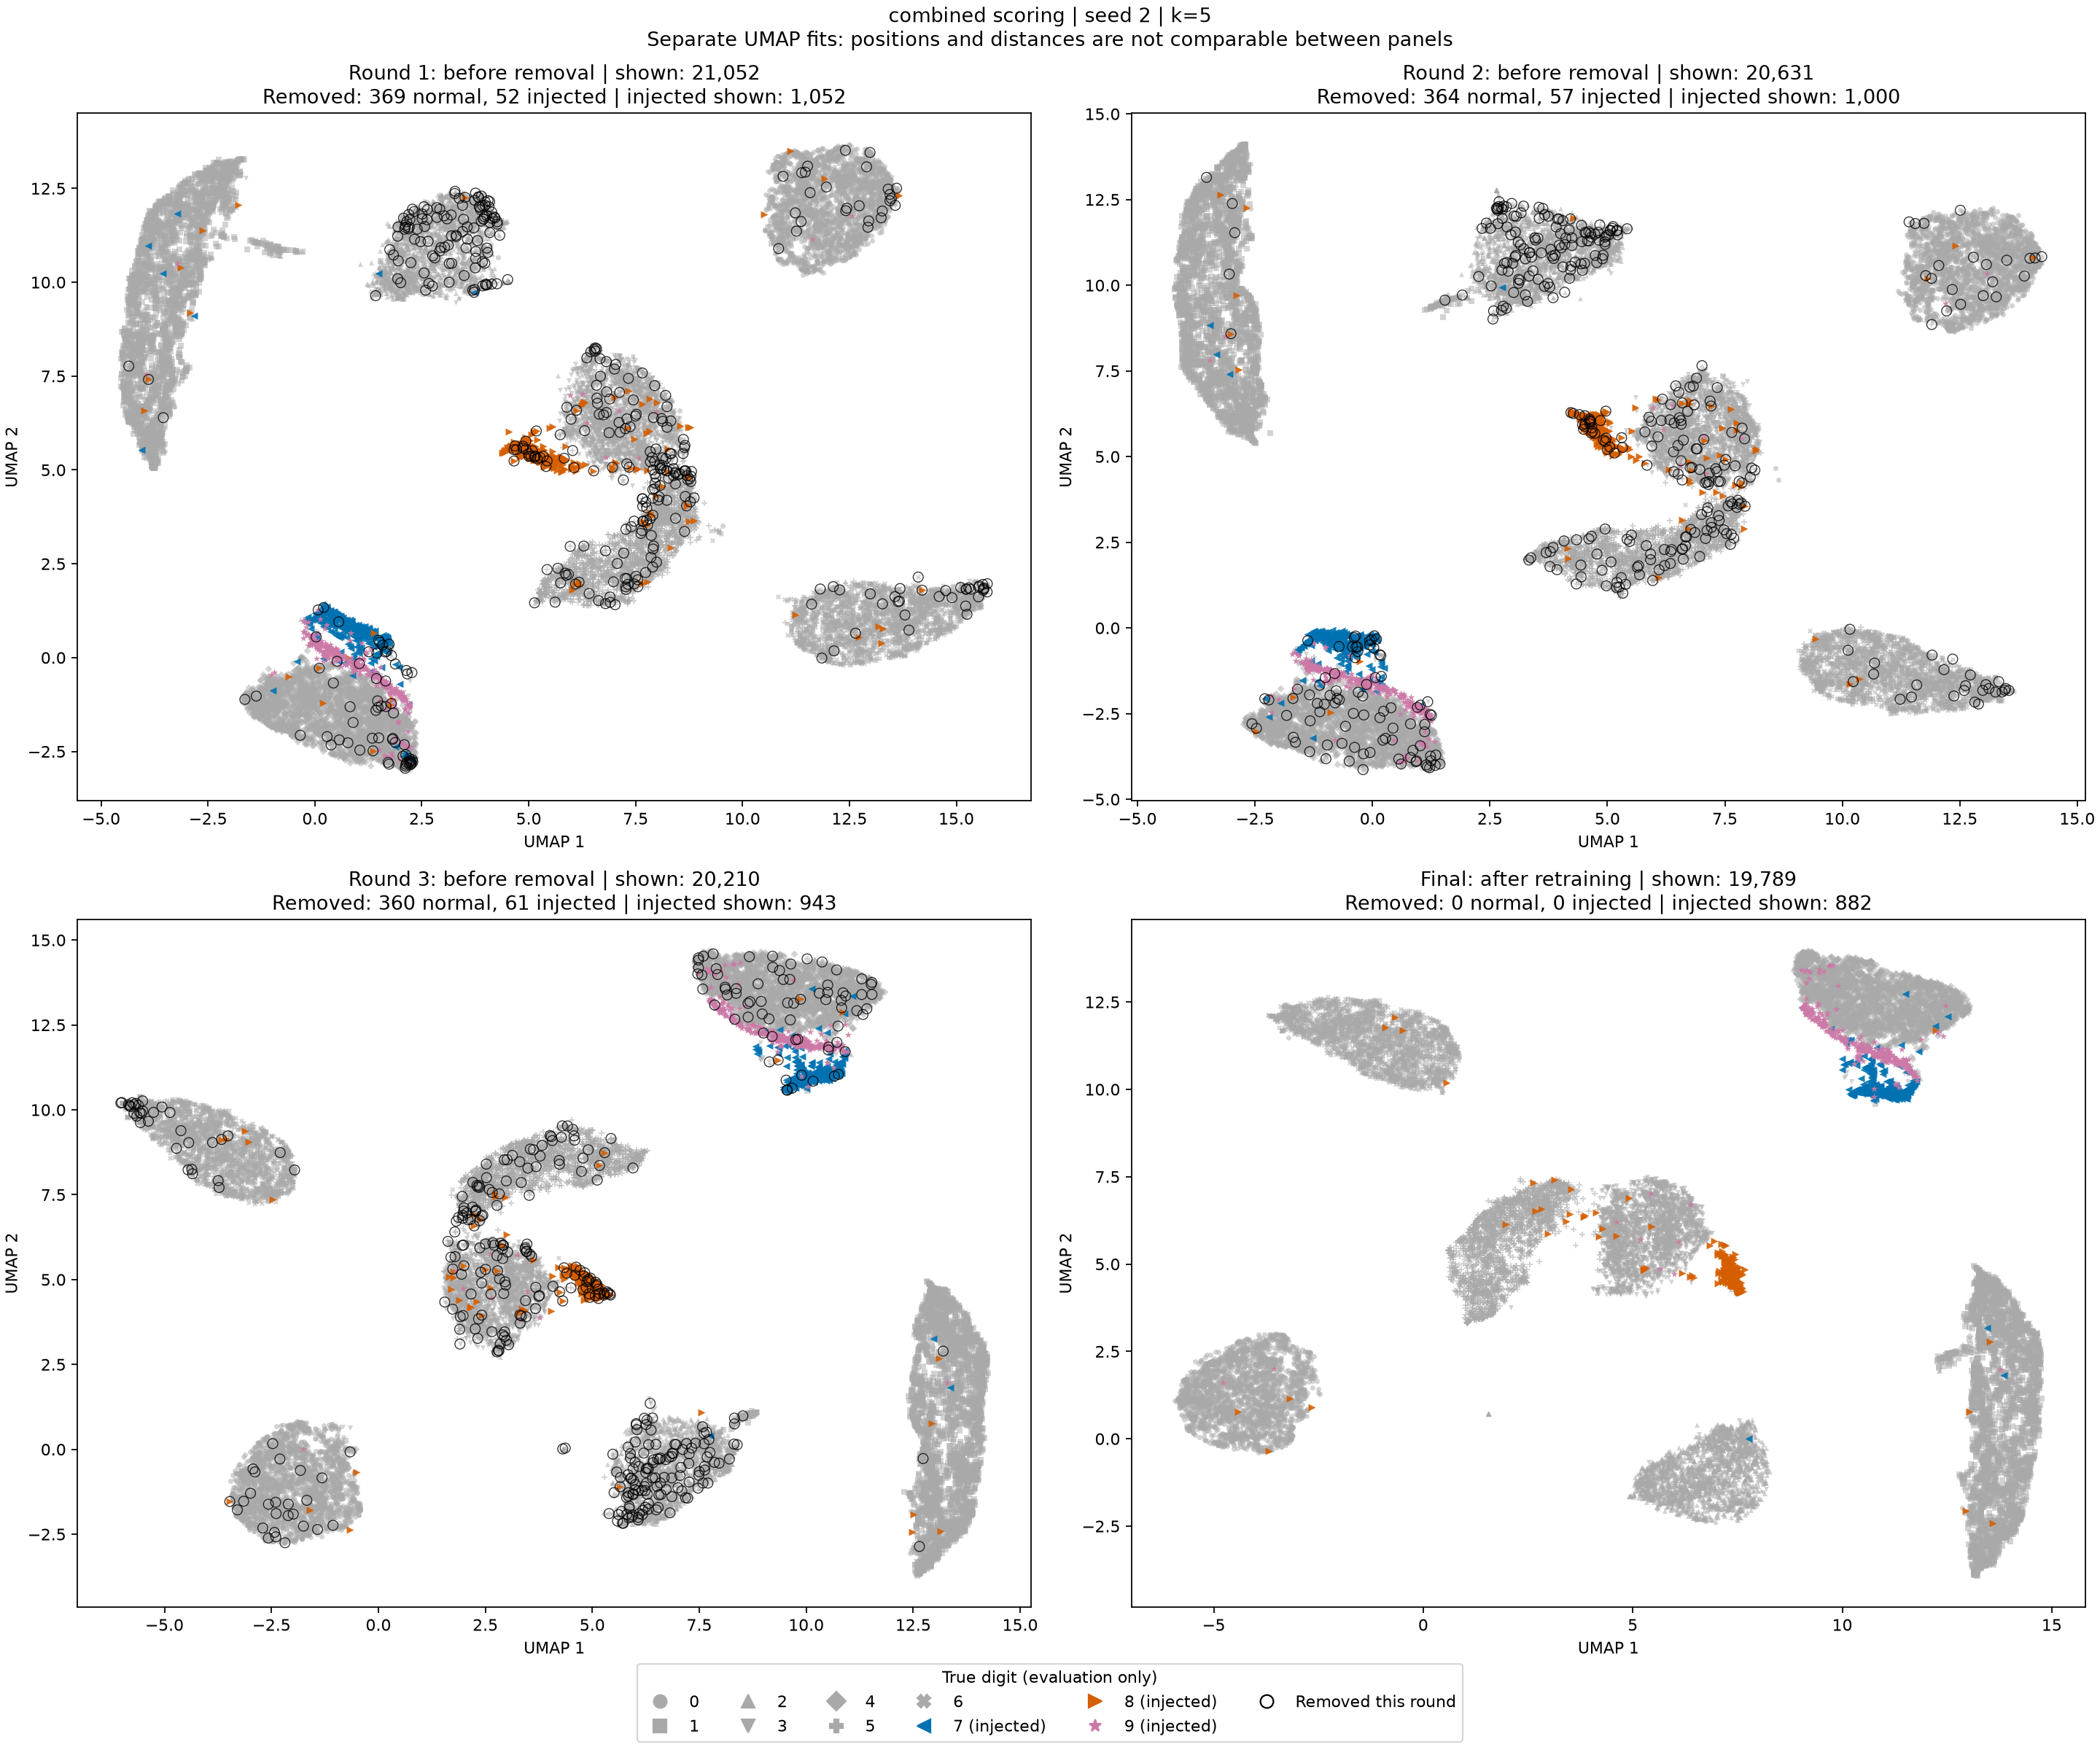 combined scoring | seed 2 | k=5
Separate UMAP fits: positions and distances are not comparable between panels
Round 1: before removal | shown: 21,052
Removed: 369 normal, 52 injected | injected shown: 1,052
12.5
10.0
7.5
5.0
2.5
0.0
−2.5
UMAP 2
−5.0 −2.5 0.0 2.5 5.0 7.5 10.0 12.5 15.0
UMAP 1
Round 2: before removal | shown: 20,631
Removed: 364 normal, 57 injected | injected shown: 1,000
15.0
12.5
10.0
7.5
5.0
2.5
0.0
−2.5
−5.0
UMAP 2
−5.0 −2.5 0.0 2.5 5.0 7.5 10.0 12.5 15.0
UMAP 1
Round 3: before removal | shown: 20,210
Removed: 360 normal, 61 injected | injected shown: 943
15.0
12.5
10.0
7.5
5.0
2.5
0.0
−2.5
UMAP 2
−5.0 −2.5 0.0 2.5 5.0 7.5 10.0 12.5 15.0
UMAP 1
Final: after retraining | shown: 19,789
Removed: 0 normal, 0 injected | injected shown: 882
12.5
10.0
7.5
5.0
2.5
0.0
−2.5
UMAP 2
−5 0 5 10 15
UMAP 1
True digit (evaluation only)
0 2 4 6 8 (injected) Removed this round
1 3 5 7 (injected) 9 (injected)